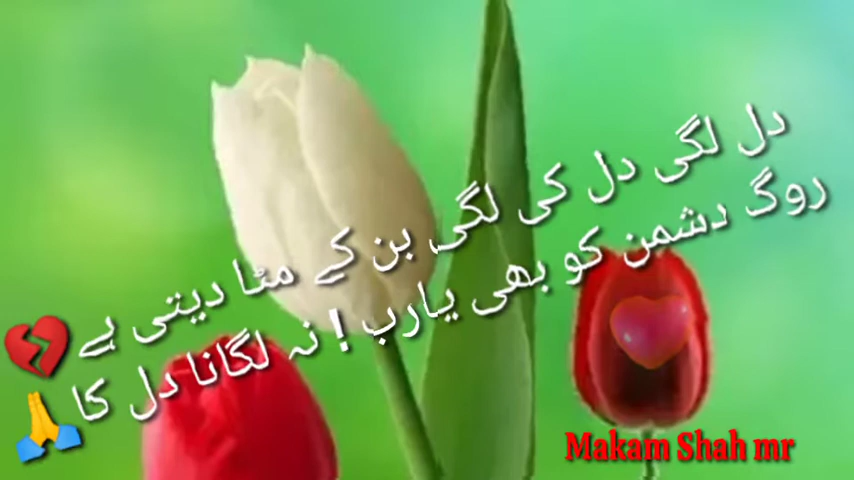 دل لگی دل کی لگی بن کے مٹا دیتی ہے 💔
روگ دشمن کو بھی یارب ! نہ لگانا دل کا 🙏
Makam Shah mr